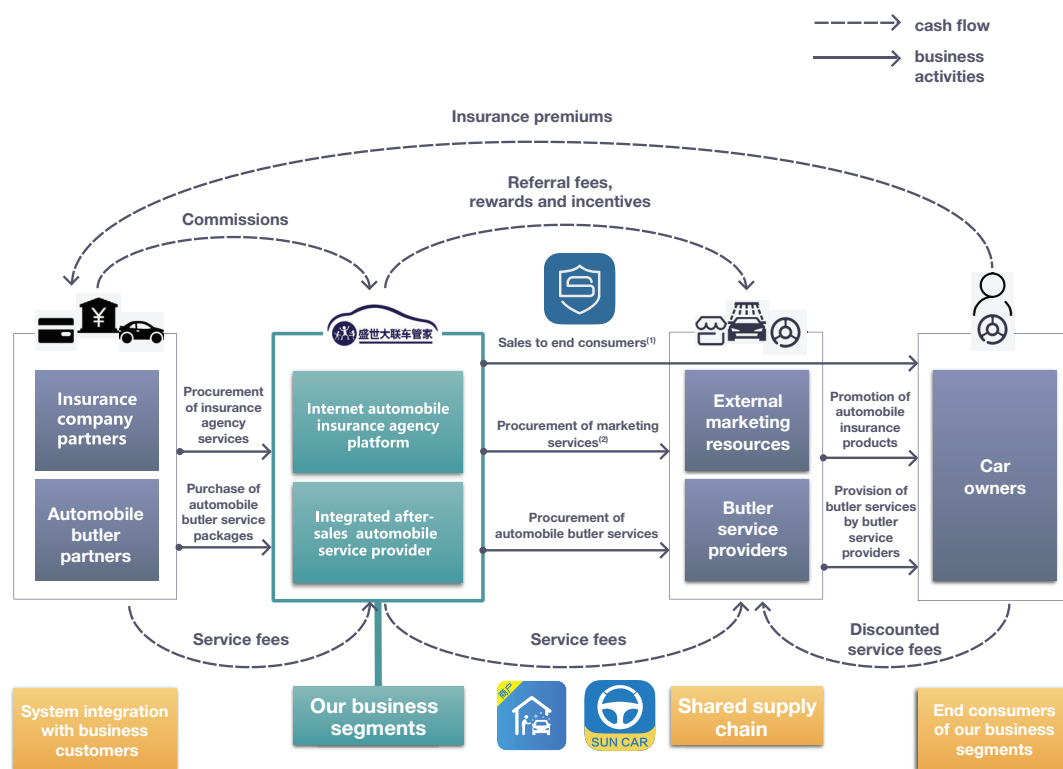 cash flow
business
activities
Insurance premiums
Referral fees,
rewards and incentives
Commissions
¥
S
盛世大联车管家
Sales to end consumers(1)
Insurance
company
partners
Procurement
of insurance
agency
services
Internet automobile
insurance agency
platform
Procurement of marketing
services(2)
External
marketing
resources
Promotion of
automobile
insurance
products
Car
owners
Automobile
butler partners
Purchase of
automobile
butler service
packages
Integrated after-
sales automobile
service provider
Procurement of
automobile butler services
Butler
service
providers
Provision of
butler services
by butler
service
providers
Service fees
Service fees
Discounted
service fees
System integration
with business
customers
Our business
segments
商户
SUN CAR
Shared supply
chain
End consumers
of our business
segments